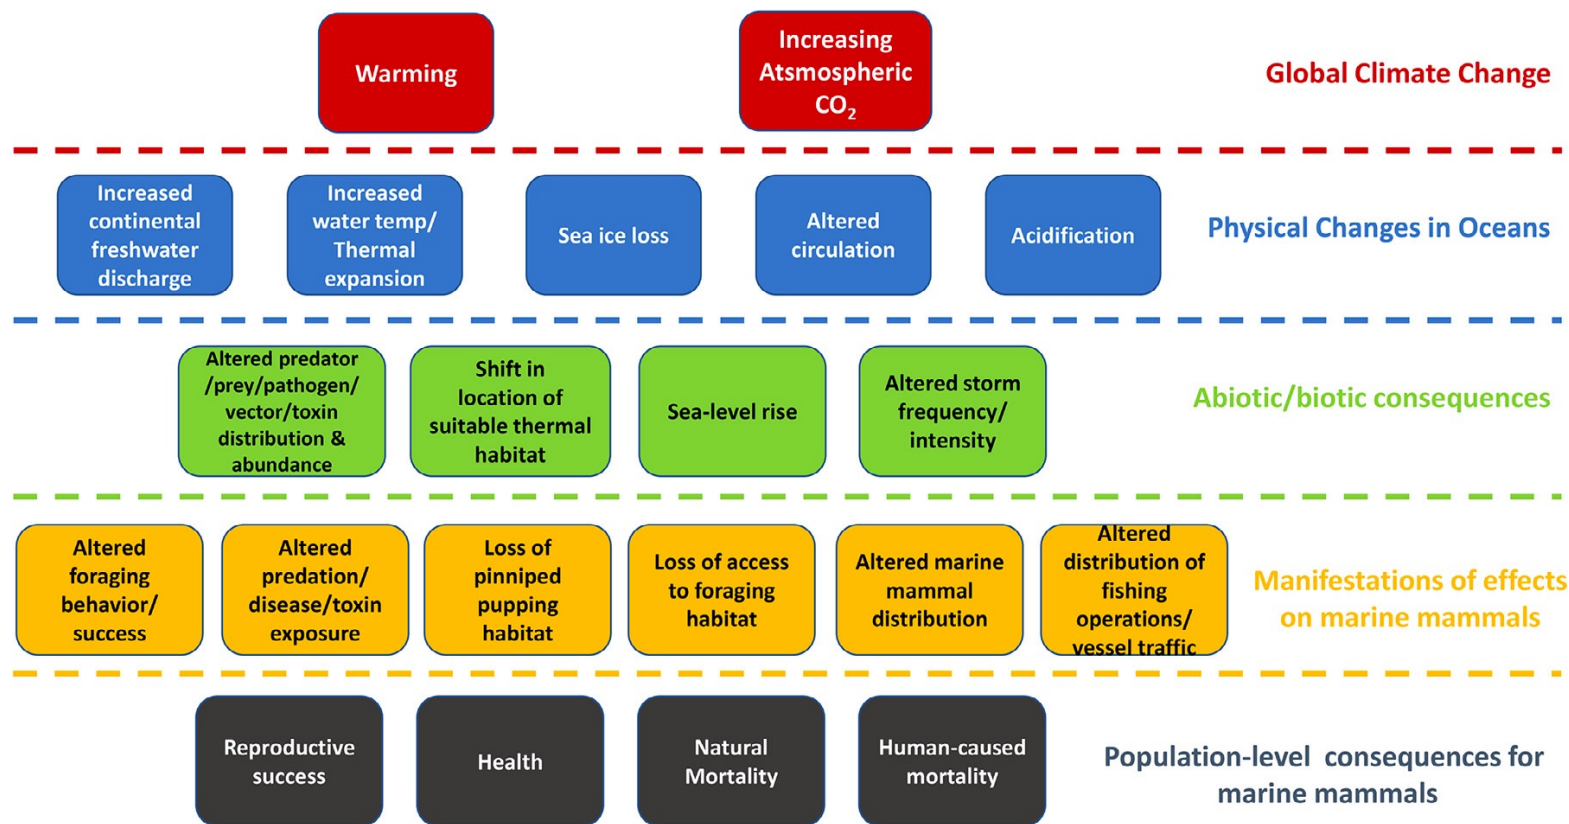 Warming
Increasing
Atsmospheric
CO₂
Global Climate Change
Increased
continental
freshwater
discharge
Increased
water temp/
Thermal
expansion
Sea ice loss
Altered
circulation
Acidification
Physical Changes in Oceans
Altered predator
/prey/pathogen/
vector/toxin
distribution &
abundance
Shift in
location of
suitable thermal
habitat
Sea-level rise
Altered storm
frequency/
intensity
Abiotic/biotic consequences
Altered
foraging
behavior/
success
Altered
predation/
disease/toxin
exposure
Loss of
pinniped
pupping
habitat
Loss of access
to foraging
habitat
Altered marine
mammal
distribution
Altered
distribution of
fishing
operations/
vessel traffic
Manifestations of effects
on marine mammals
Reproductive
success
Health
Natural
Mortality
Human-caused
mortality
Population-level consequences for
marine mammals